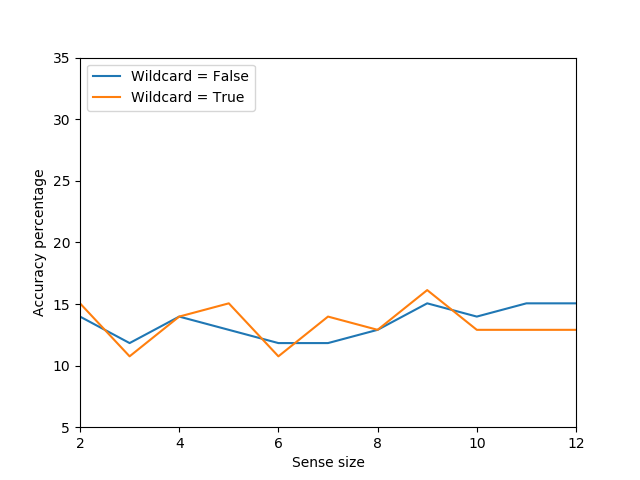 35
30
25
20
15
10
5
Accuracy percentage
Wildcard = False
Wildcard = True
2 4 6 8 10 12
Sense size